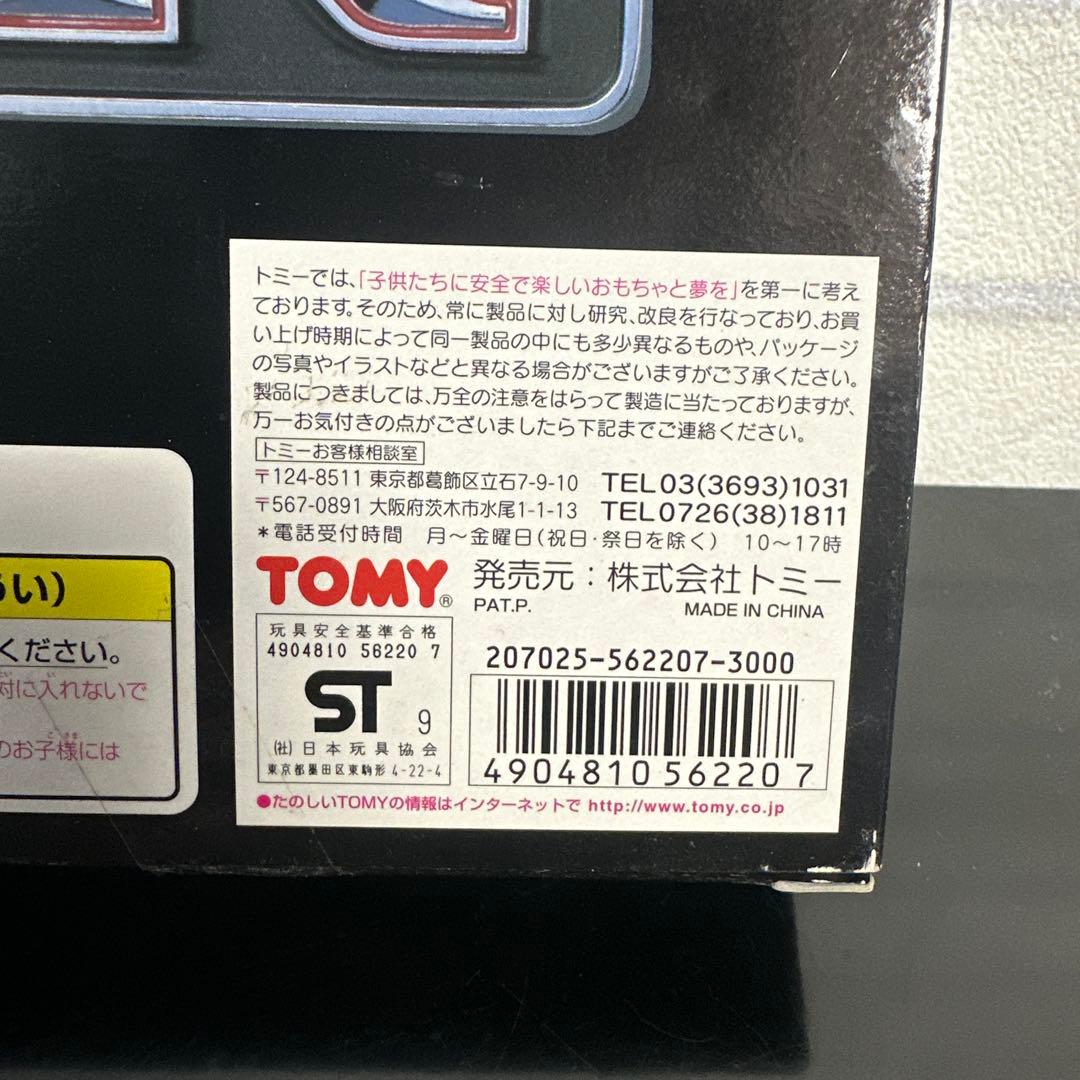 トミーでは、「子供たちに安全で楽しいおもちゃと夢を」を第一に考え
ております。そのため、常に製品に対し研究、改良を行なっており、お買
い上げ時期によって同一製品の中にも多少異なるものや、パッケージ
の写真やイラストなどと異なる場合がございますがご了承ください。
製品につきましては、万全の注意をはらって製造に当たっておりますが、
万一お気付きの点がございましたら下記までご連絡ください。
トミーお客様相談室
〒124-8511 東京都葛飾区立石7-9-10 TEL03(3693)1031
〒567-0891 大阪府茨木市水尾1-1-13 TEL0726(38)1811
*電話受付時間 月〜金曜日(祝日・祭日を除く) 10〜17時
TOMY® 発売元:株式会社トミー
PAT.P. MADE IN CHINA
玩具安全基準合格
4904810 56220 7
ST 9
(社)日本玩具協会
東京都墨田区東駒形 4-22-4
207025-562207-3000
4904810 562207
●たのしいTOMYの情報はインターネットで http://www.tomy.co.jp
い)
ください。
に入れないで
のお子様には